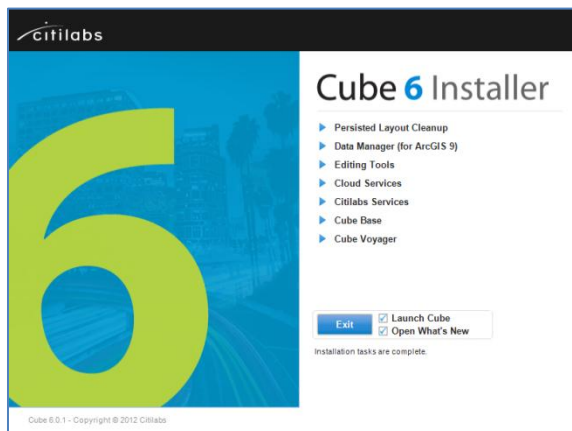 citilabs
6
Cube 6 Installer
Persisted Layout Cleanup
Data Manager (for ArcGIS 9)
Editing Tools
Cloud Services
Citilabs Services
Cube Base
Cube Voyager
Exit
Launch Cube
Open What's New
Installation tasks are complete.
Cube 6.0.1 - Copyright © 2012 Citilabs